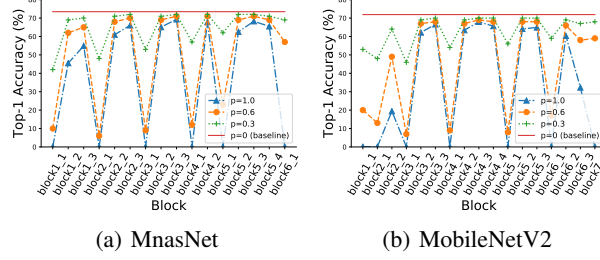 Top-1 Accuracy (%)
80
70
60
50
40
30
20
10
0
p=1.0
p=0.6
p=0.3
p=0 (baseline)
block1_1
block1_2
block1_3
block2_1
block2_2
block2_3
block3_1
block3_2
block3_3
block4_1
block4_2
block5_1
block5_2
block5_3
block5_4
block6_1
Block
(a) MnasNet
Top-1 Accuracy (%)
80
70
60
50
40
30
20
10
0
p=1.0
p=0.6
p=0.3
p=0 (baseline)
block1_1
block2_1
block2_2
block3_1
block3_2
block3_3
block4_1
block4_2
block4_3
block4_4
block5_1
block5_2
block5_3
block6_1
block6_2
block6_3
block7
Block
(b) MobileNetV2